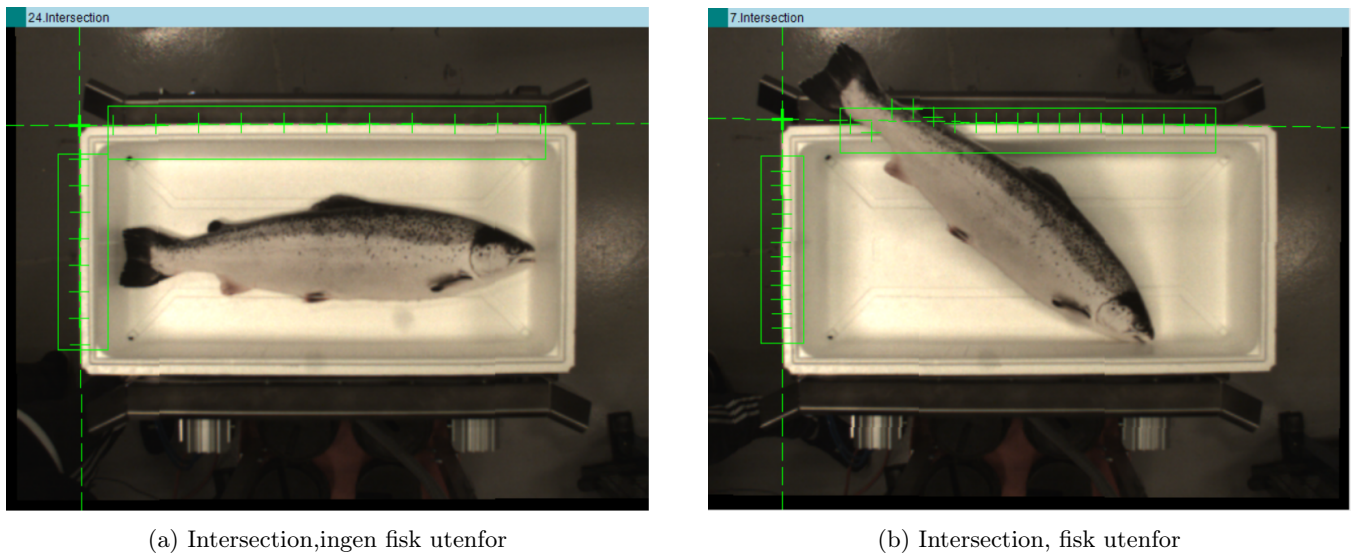 24.Intersection
7.Intersection
(a) Intersection,ingen fisk utenfor
(b) Intersection, fisk utenfor